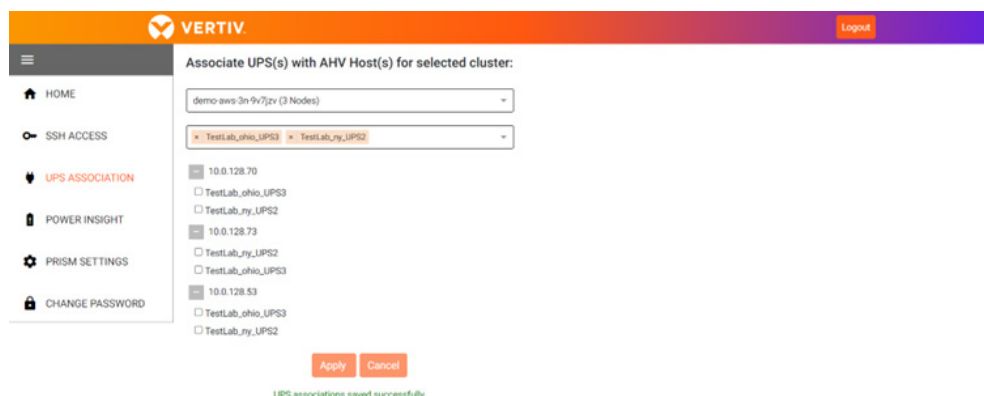 VERTIV.
Logout
HOME
SSH ACCESS
UPS ASSOCIATION
POWER INSIGHT
PRISM SETTINGS
CHANGE PASSWORD
Associate UPS(s) with AHV Host(s) for selected cluster:
demo-aws-3n-9v7jzv (3 Nodes)
× TestLab_ohio_UPS3 × TestLab_ny_UPS2
10.0.128.70
TestLab_ohio_UPS3
TestLab_ny_UPS2
10.0.128.73
TestLab_ny_UPS2
TestLab_ohio_UPS3
10.0.128.53
TestLab_ohio_UPS3
TestLab_ny_UPS2
Apply Cancel
UPS associations saved successfully